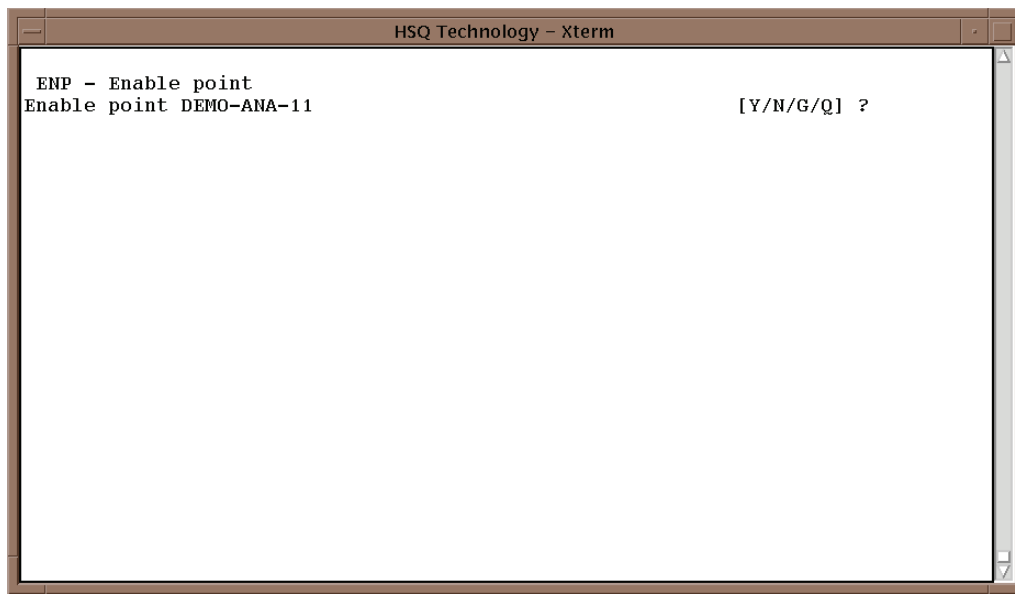 HSQ Technology - Xterm
ENP - Enable point
Enable point DEMO-ANA-11 [Y/N/G/Q] ?